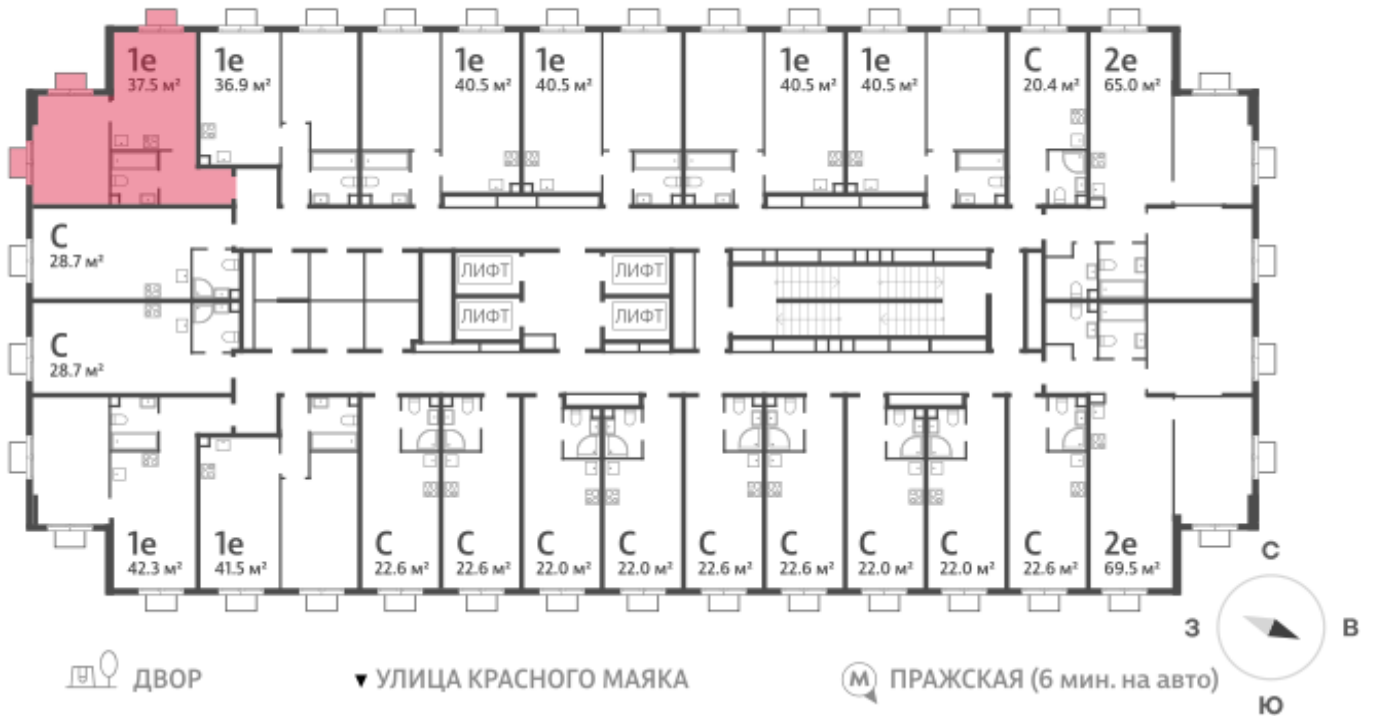 1е
37.5 м²
1е
36.9 м²
1е
40.5 м²
1е
40.5 м²
1е
40.5 м²
1е
40.5 м²
С
20.4 м²
2е
65.0 м²
С
28.7 м²
ЛИФТ
ЛИФТ
ЛИФТ
ЛИФТ
С
28.7 м²
1е
42.3 м²
1е
41.5 м²
С
22.6 м²
С
22.6 м²
С
22.0 м²
С
22.0 м²
С
22.6 м²
С
22.6 м²
С
22.0 м²
С
22.0 м²
С
22.6 м²
2е
69.5 м²
С
З
В
Ю
ДВОР
УЛИЦА КРАСНОГО МАЯКА
М ПРАЖСКАЯ (6 мин. на авто)